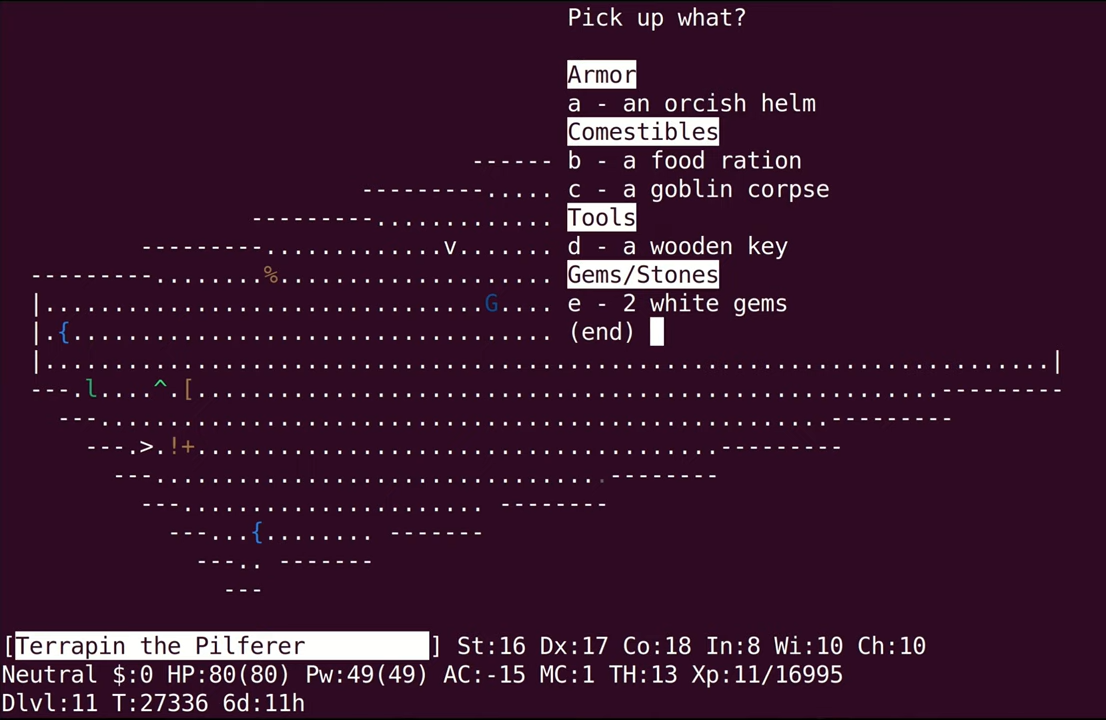 Pick up what?
Armor
a - an orcish helm
Comestibles
b - a food ration
------
c - a goblin corpse
---------.....
Tools
---------............
d - a wooden key
---------.............v.......
Gems/Stones
---------........%....................
e - 2 white gems
|................................G....
(end)
|.{...................................
|.........................................................................|
---.l....^.[......................................................---------
---.....................................................---------
---.>.!+......................................---------
---.................................--------
---...................... --------
---...{........ -------
---.. -------
---
[Terrapin the Pilferer ] St:16 Dx:17 Co:18 In:8 Wi:10 Ch:10
Neutral $:0 HP:80(80) Pw:49(49) AC:-15 MC:1 TH:13 Xp:11/16995
Dlvl:11 T:27336 6d:11h